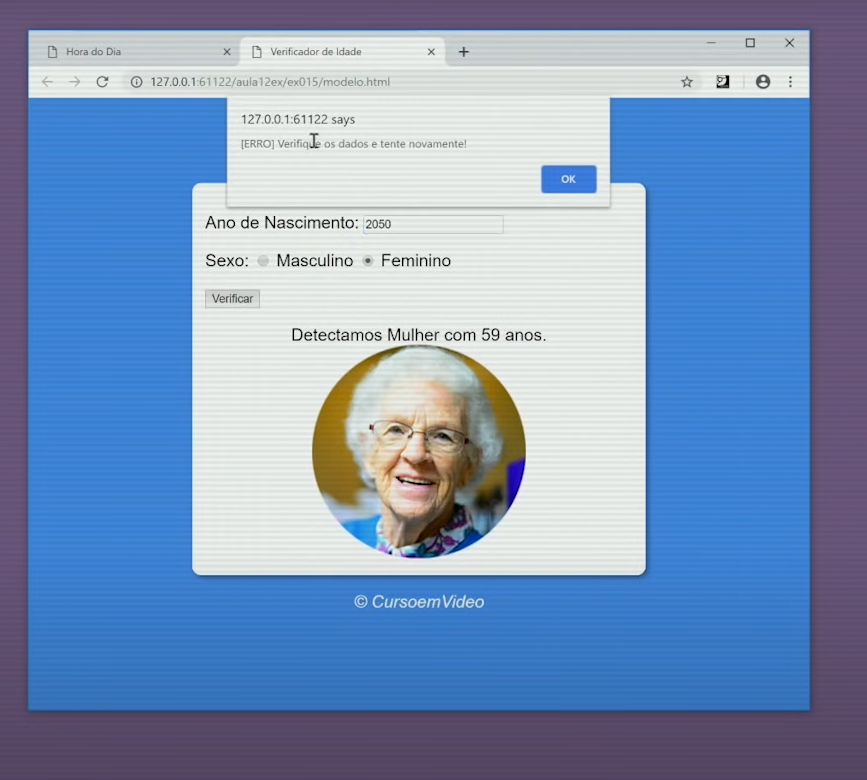 Hora do Dia
Verificador de Idade
127.0.0.1:61122/aula12ex/ex015/modelo.html
127.0.0.1:61122 says
[ERRO] Verifique os dados e tente novamente!
OK
Ano de Nascimento: 2050
Sexo: Masculino Feminino
Verificar
Detectamos Mulher com 59 anos.
© CursoemVideo